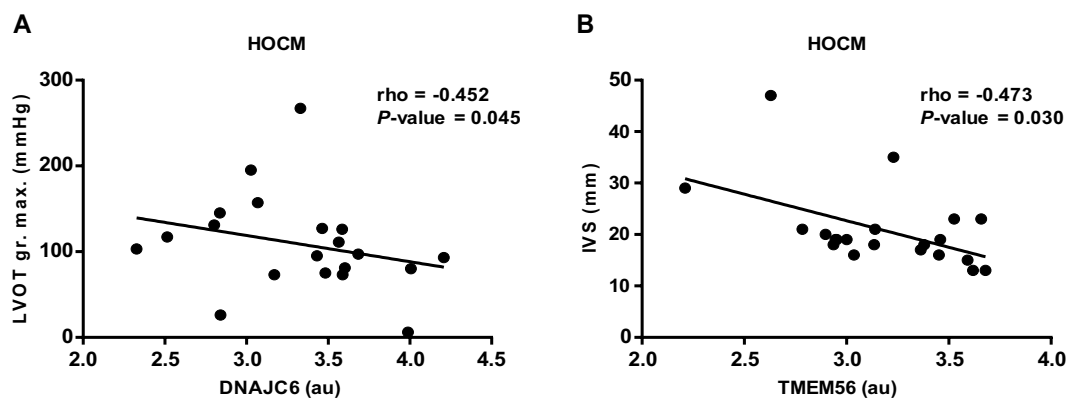 A
HOCM
rho = -0.452
P-value = 0.045
LVOT gr. max. (mmHg)
300
200
100
0
2.0 2.5 3.0 3.5 4.0 4.5
DNAJC6 (au)
B
HOCM
rho = -0.473
P-value = 0.030
IVS (mm)
50
40
30
20
10
0
2.0 2.5 3.0 3.5 4.0
TMEM56 (au)